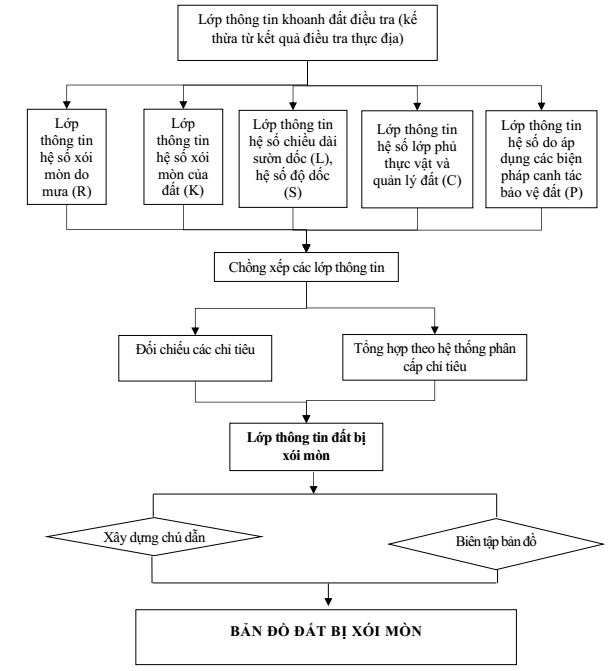 Lớp thông tin khoanh đất điều tra (kế
thừa từ kết quả điều tra thực địa)
Lớp
thông tin
hệ số xói
mòn do
mưa (R)
Lớp
thông tin
hệ số xói
mòn của
đất (K)
Lớp thông tin
hệ số chiều dài
sườn dốc (L),
hệ số độ dốc
(S)
Lớp thông tin
hệ số lớp phủ
thực vật và
quản lý đất (C)
Lớp thông tin
hệ số do áp
dụng các biện
pháp canh tác
bảo vệ đất (P)
Chồng xếp các lớp thông tin
Đối chiếu các chỉ tiêu
Tổng hợp theo hệ thống phân
cấp chỉ tiêu
Lớp thông tin đất bị
xói mòn
Xây dựng chú dẫn
Biên tập bản đồ
BẢN ĐỒ ĐẤT BỊ XÓI MÒN